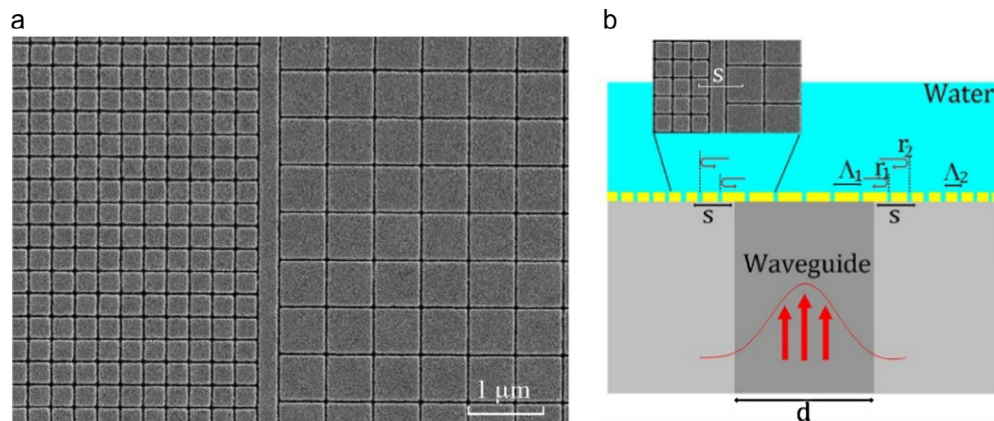 a
b
S
Water
r₂
Λ₁
r₁
Λ₂
s
s
Waveguide
1 μm
d